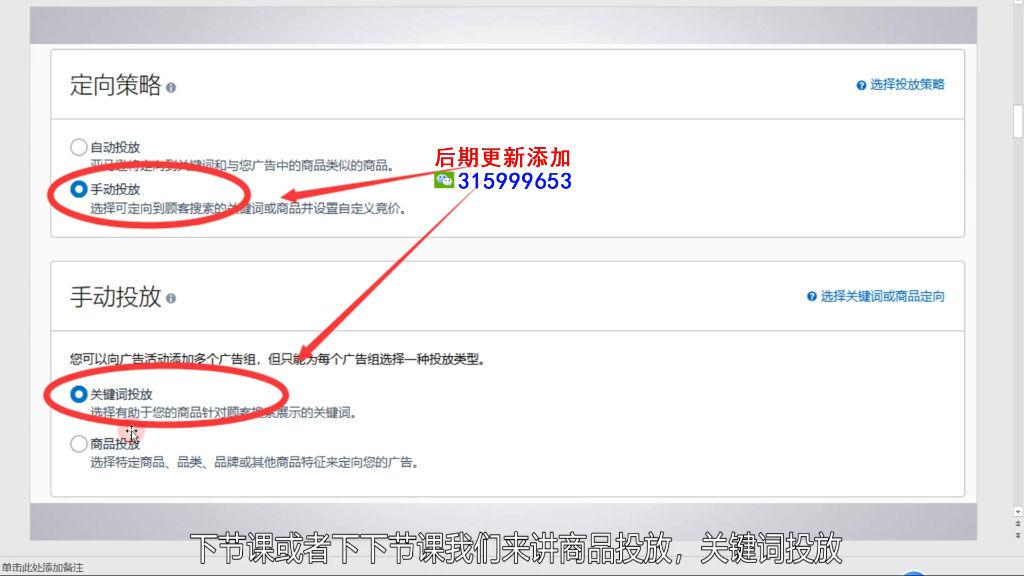 定向策略
选择投放策略
自动投放
亚马逊将定向到关键词和与您广告中的商品类似的商品。
后期更新添加
315999653
手动投放
选择可定向到顾客搜索的关键词或商品并设置自定义竞价。
手动投放
选择关键词或商品定向
您可以向广告活动添加多个广告组，但只能为每个广告组选择一种投放类型。
关键词投放
选择有助于您的商品针对顾客搜索展示的关键词。
商品投放
选择特定商品、品类、品牌或其他商品特征来定向您的广告。
下节课或者下下节课我们来讲商品投放，关键词投放
单击此处添加备注